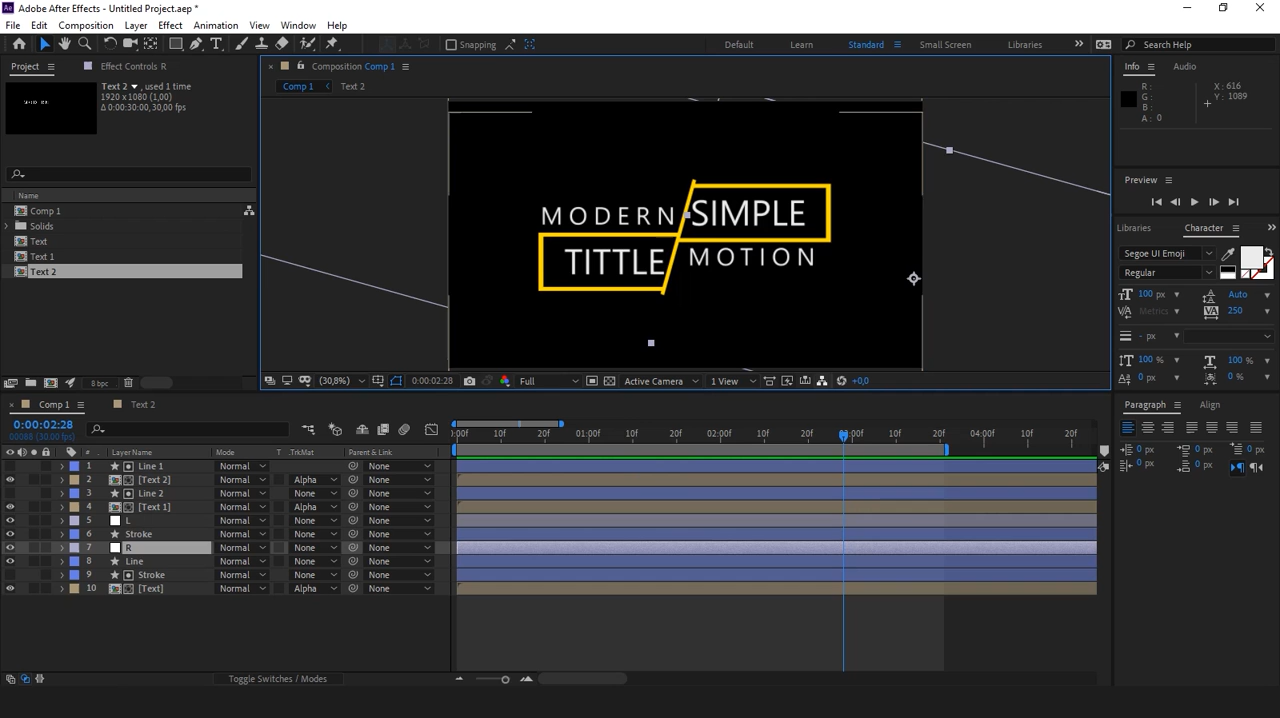 Adobe After Effects - Untitled Project.aep *
File Edit Composition Layer Effect Animation View Window Help
Snapping Default Learn Standard Small Screen Libraries Search Help
Project Effect Controls R Composition Comp 1 Info Audio
Text 2, used 1 time
1920 x 1080 (1,00)
Δ 0:00:30:00, 30,00 fps
Comp 1 Text 2
R :
G :
B :
A : 0
X : 616
Y : 1089
Name
Comp 1
Solids
Text
Text 1
Text 2
MODERN SIMPLE
TITTLE MOTION
Preview
Libraries Character
Segoe UI Emoji
Regular
100 px Auto
Metrics 250
- px
100 % 100 %
0 px 0 %
8 bpc (30,8%) 0:00:02:28 Full Active Camera 1 View +0,0
Comp 1 Text 2 Paragraph Align
0:00:02:28
00088 (30.00 fps)
:00f 10f 20f 01:00f 10f 20f 02:00f 10f 20f 10f 20f 04:00f 10f 20f
# Layer Name Mode T .TrkMat Parent & Link
1 Line 1 Normal None
2 [Text 2] Normal Alpha None
3 Line 2 Normal None None
4 [Text 1] Normal Alpha None
5 L Normal None None
6 Stroke Normal None None
7 R Normal None None
8 Line Normal None None
9 Stroke Normal None None
10 [Text] Normal Alpha None
0 px 0 px 0 px
0 px 0 px
Toggle Switches / Modes